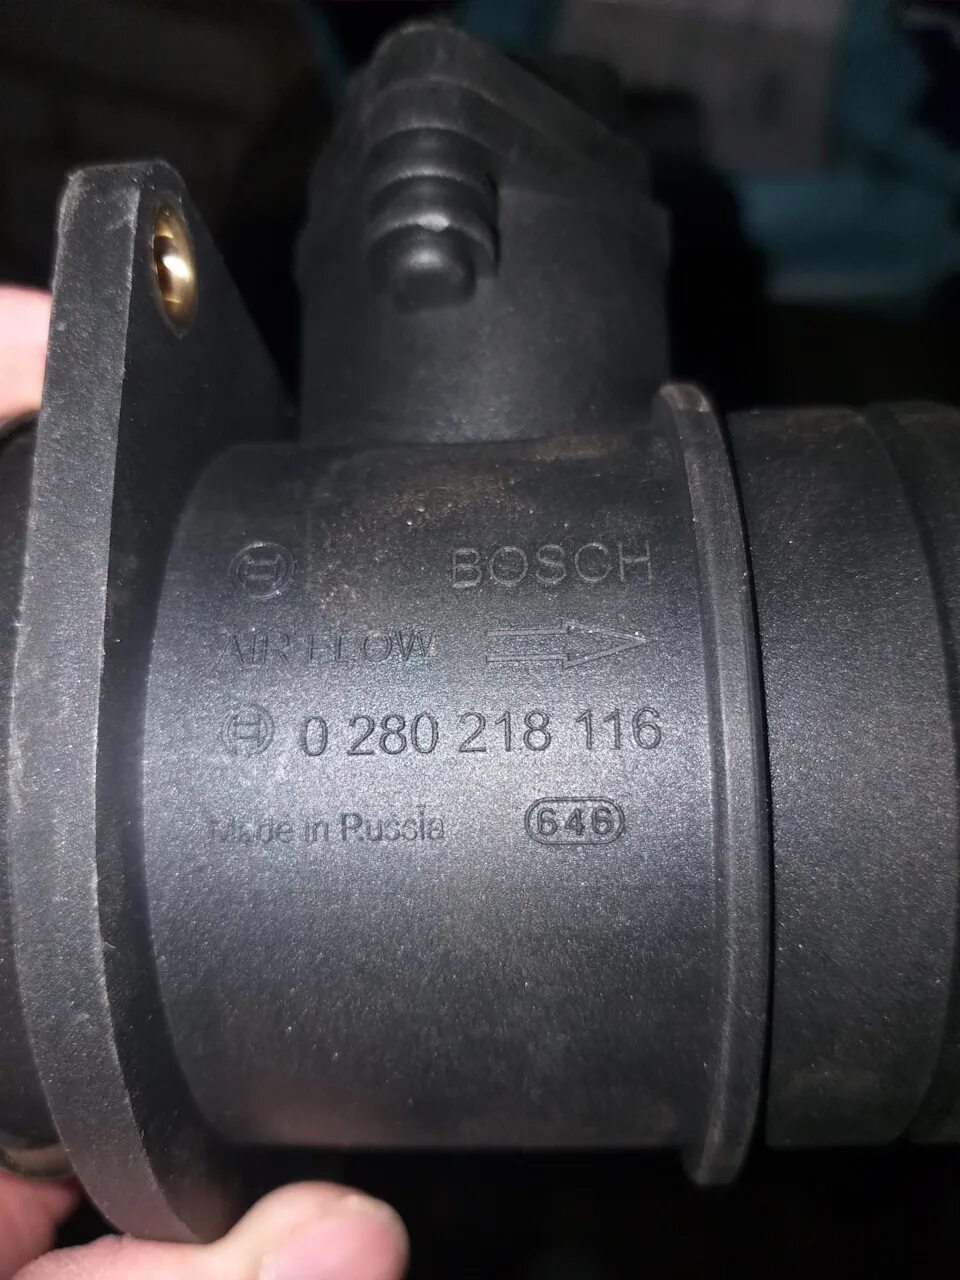 BOSCH
AIR FLOW
0 280 218 116
Made in Russia 646